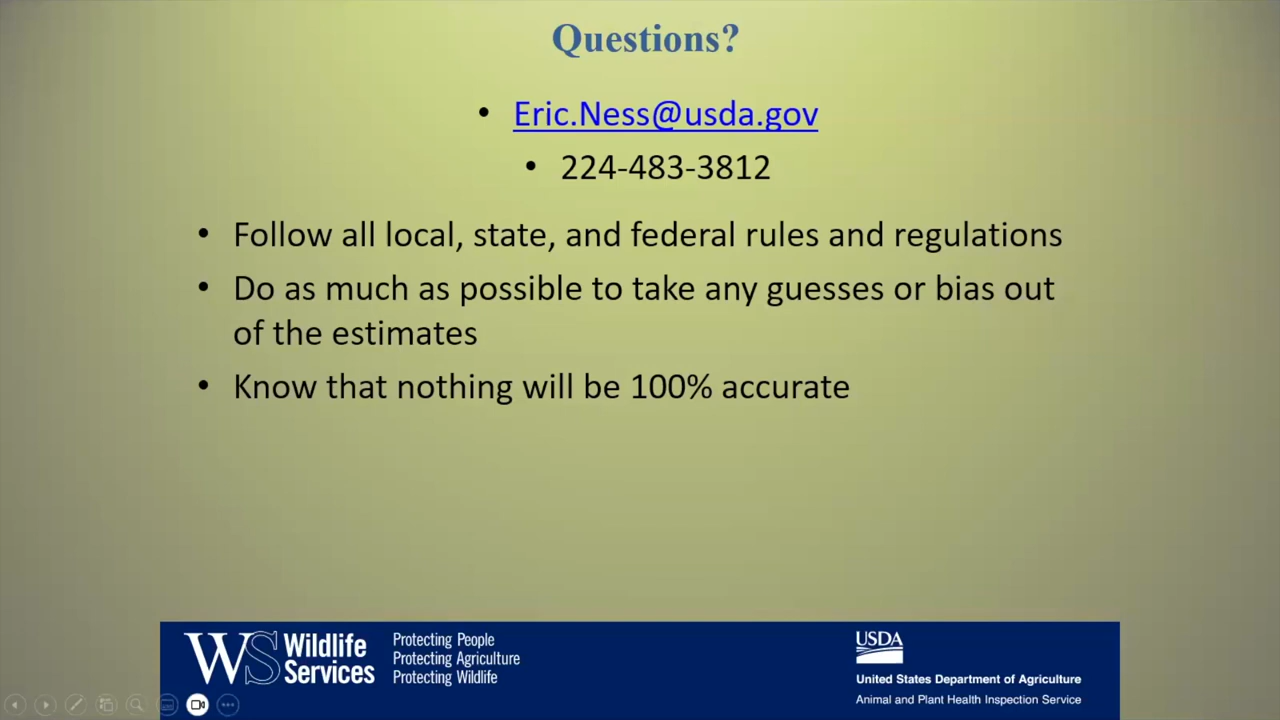 Questions?
• Eric.Ness@usda.gov
• 224-483-3812
• Follow all local, state, and federal rules and regulations
• Do as much as possible to take any guesses or bias out
of the estimates
• Know that nothing will be 100% accurate
WS Wildlife
Services
Protecting People
Protecting Agriculture
Protecting Wildlife
USDA
United States Department of Agriculture
Animal and Plant Health Inspection Service